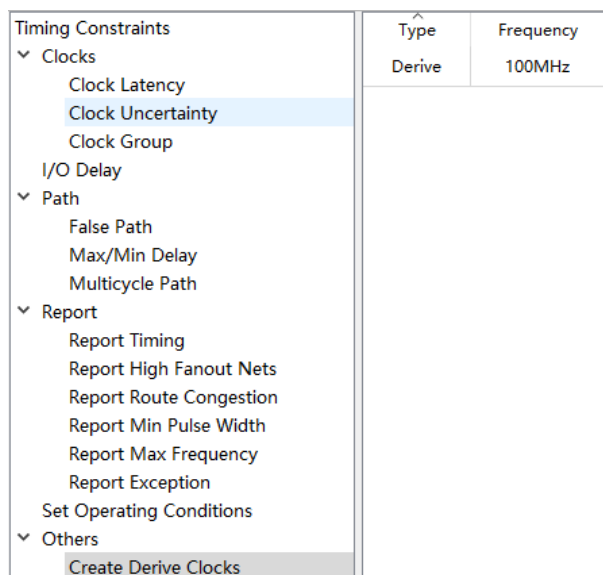 Timing Constraints
Clocks
Clock Latency
Clock Uncertainty
Clock Group
I/O Delay
Path
False Path
Max/Min Delay
Multicycle Path
Report
Report Timing
Report High Fanout Nets
Report Route Congestion
Report Min Pulse Width
Report Max Frequency
Report Exception
Set Operating Conditions
Others
Create Derive Clocks
Type Frequency
Derive 100MHz